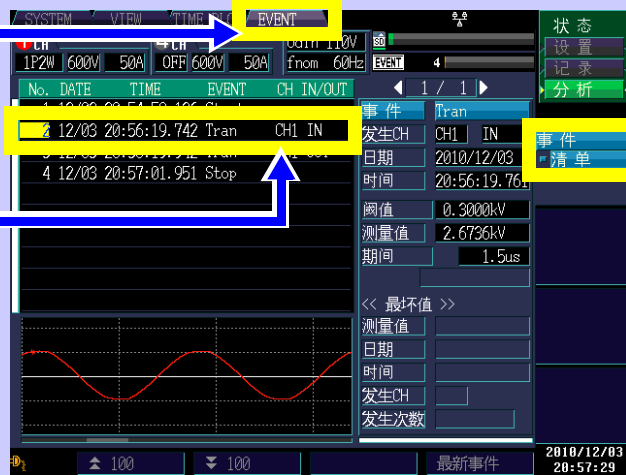 SYSTEM VIEW TIME PLOT EVENT
状态
设置
记录
分析
CH
4CH
Udin 110V
SD
1P2W 600V 50A OFF 600V 50A fnom 60Hz EVENT 4
No. DATE TIME EVENT CH IN/OUT
1 / 1
2 12/03 20:56:19.742 Tran CH1 IN
4 12/03 20:57:01.951 Stop
事件 Tran
发生CH CH1 IN
日期 2010/12/03
时间 20:56:19.761
阈值 0.3000kV
测量值 2.6736kV
期间 1.5us
<< 最坏值 >>
测量值
日期
时间
发生CH
发生次数
事件
清单
100
100
最新事件
2010/12/03
20:57:29